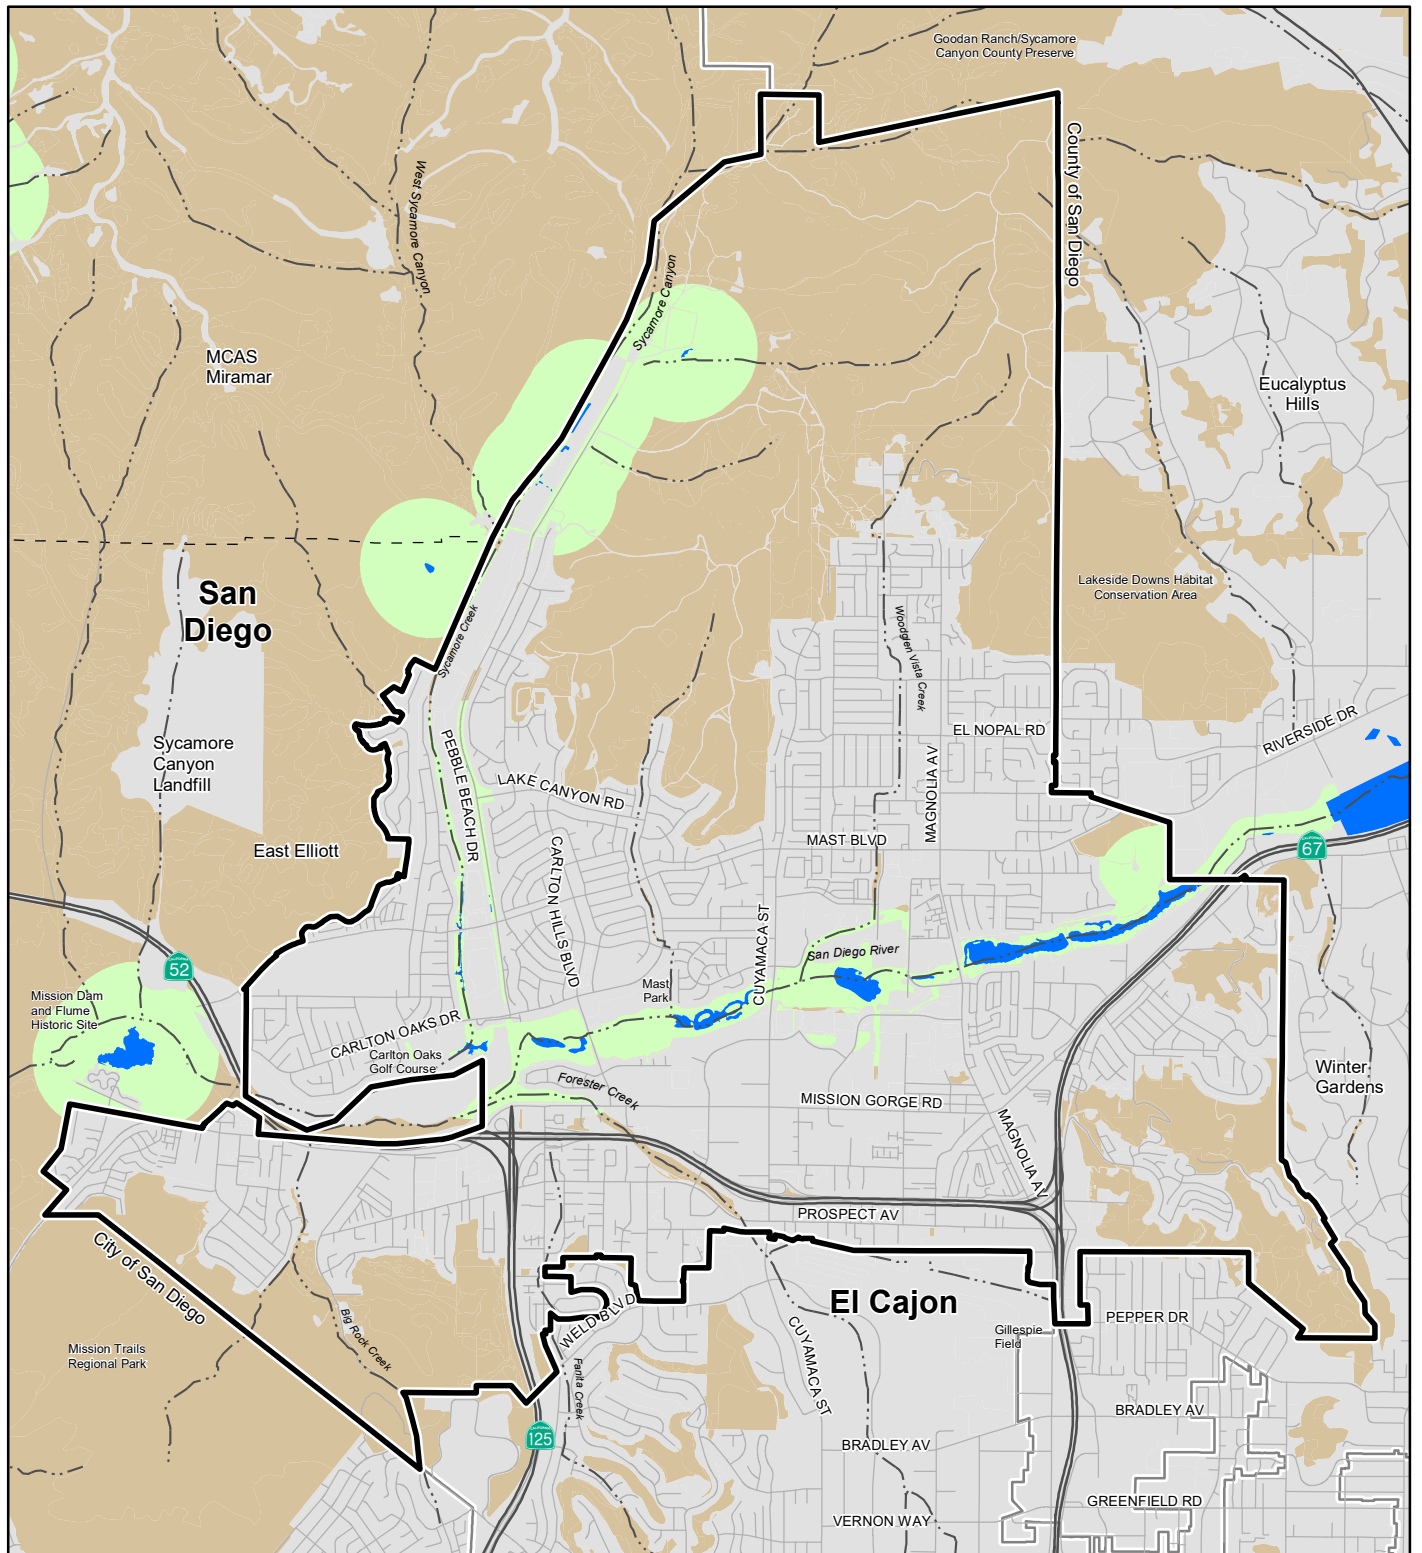 Goodan Ranch/Sycamore
Canyon County Preserve
County of San Diego
West Sycamore Canyon
Sycamore Canyon
MCAS
Miramar
Eucalyptus
Hills
San
Diego
Lakeside Downs Habitat
Conservation Area
Sycamore Creek
Woodglen Vista Creek
Sycamore
Canyon
Landfill
EL NOPAL RD
RIVERSIDE DR
PEBBLE BEACH DR
LAKE CANYON RD
MAGNOLIA AV
MAST BLVD
CALIFORNIA
67
East Elliott
CARLTON HILLS BLVD
CUYAMACA ST
San Diego River
CALIFORNIA
52
Mast
Park
Mission Dam
and Flume
Historic Site
CARLTON OAKS DR
Carlton Oaks
Golf Course
Forester Creek
MISSION GORGE RD
Winter
Gardens
MAGNOLIA AV
PROSPECT AV
City of San Diego
El Cajon
WELD BLVD
PEPPER DR
Gillespie
Field
Big Rock Creek
Mission Trails
Regional Park
CUYAMACA ST
Fanita Creek
CALIFORNIA
125
BRADLEY AV
BRADLEY AV
GREENFIELD RD
VERNON WAY